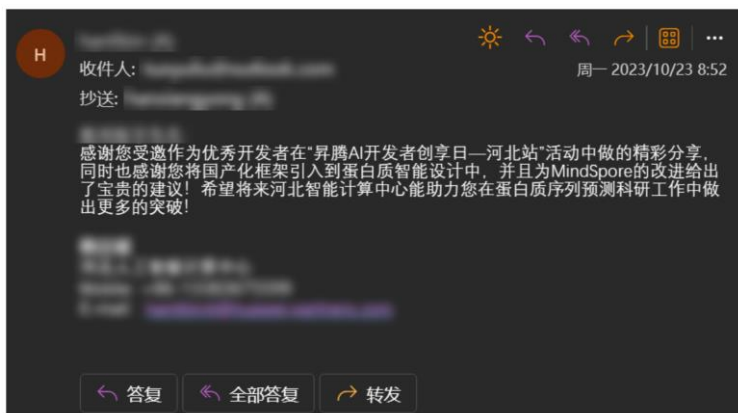 H
收件人:
周一 2023/10/23 8:52
抄送:
感谢您受邀作为优秀开发者在“昇腾AI开发者创享日—河北站”活动中做的精彩分享，
同时也感谢您将国产化框架引入到蛋白质智能设计中，并且为MindSpore的改进给出
了宝贵的建议！希望将来河北智能计算中心能助力您在蛋白质序列预测科研工作中做
出更多的突破！
答复 全部答复 转发